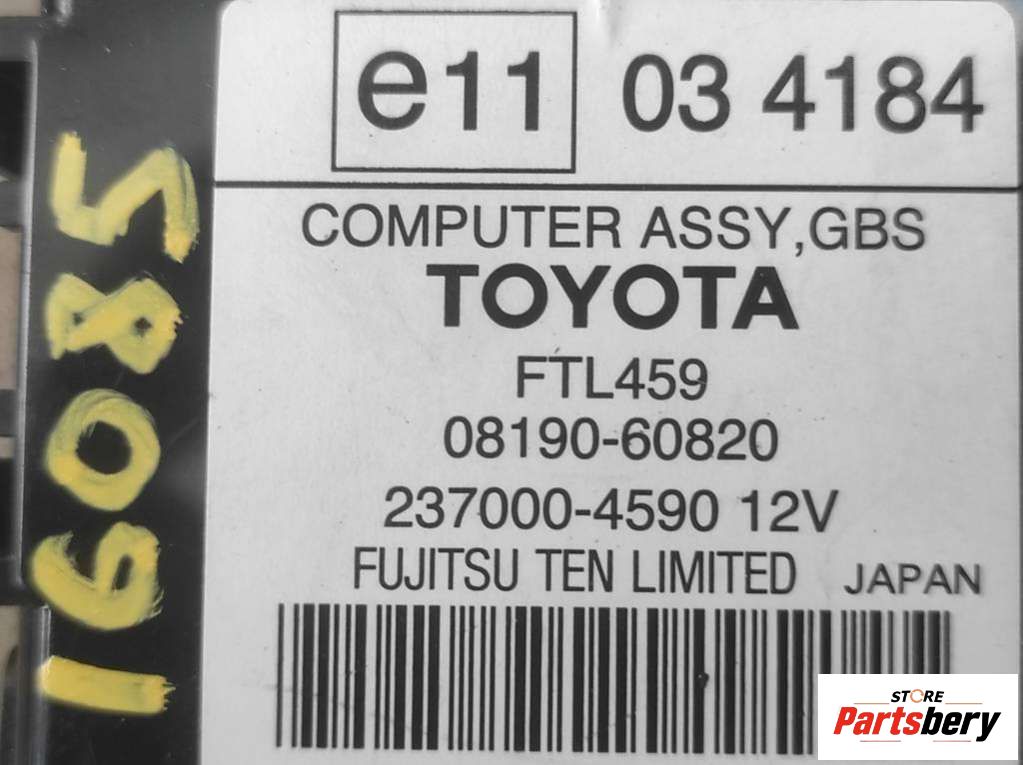 e11 03 4184
COMPUTER ASSY,GBS
TOYOTA
FTL459
08190-60820
237000-4590 12V
FUJITSU TEN LIMITED JAPAN
16085
STORE
Partsbery